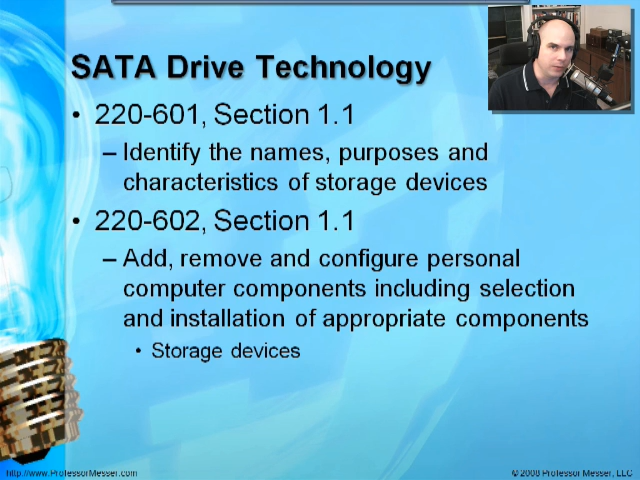 SATA Drive Technology
• 220-601, Section 1.1
– Identify the names, purposes and
characteristics of storage devices
• 220-602, Section 1.1
– Add, remove and configure personal
computer components including selection
and installation of appropriate components
• Storage devices
http://www.ProfessorMesser.com
© 2008 Professor Messer, LLC